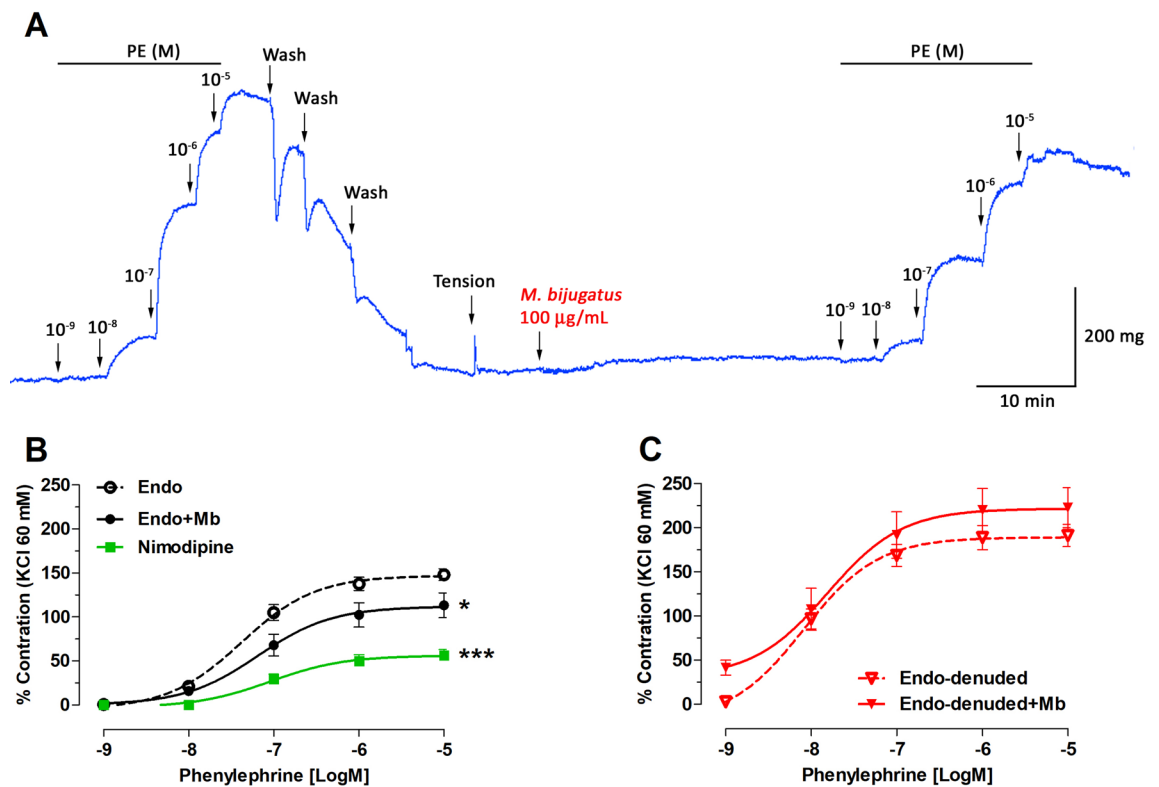 A
PE (M)
Wash
Wash
Wash
10⁻⁹
10⁻⁸
10⁻⁷
10⁻⁶
10⁻⁵
Tension
M. bijugatus
100 µg/mL
PE (M)
10⁻⁹
10⁻⁸
10⁻⁷
10⁻⁶
10⁻⁵
200 mg
10 min
B
% Contration (KCl 60 mM)
250
200
150
100
50
0
Endo
Endo+Mb
Nimodipine
*
***
-9
-8
-7
-6
-5
Phenylephrine [LogM]
C
% Contration (KCl 60 mM)
250
200
150
100
50
0
Endo-denuded
Endo-denuded+Mb
-9
-8
-7
-6
-5
Phenylephrine [LogM]